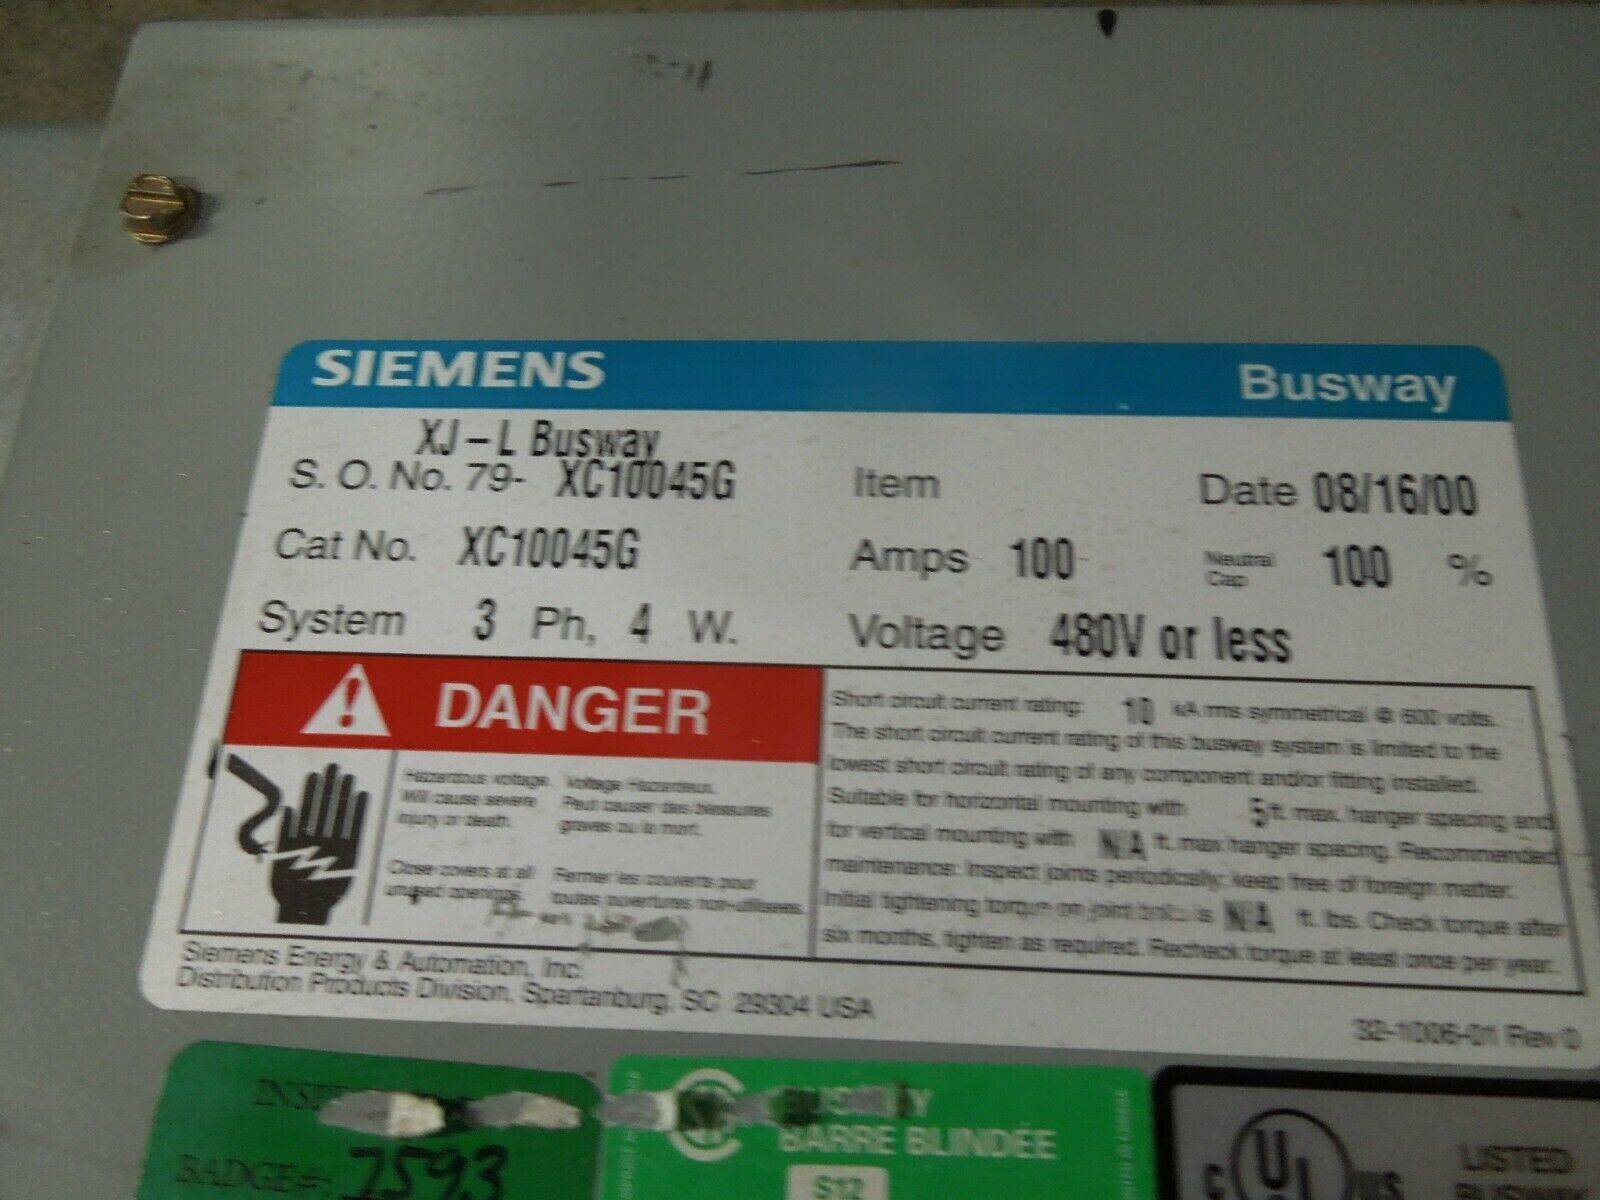 SIEMENS Busway
XJ-L Busway
S. O. No. 79- XC10045G Item Date 08/16/00
Cat No. XC10045G Amps 100 Neutral Cap 100 %
System 3 Ph, 4 W. Voltage 480V or less
DANGER
Hazardous voltage.
Will cause severe
injury or death.
Close covers at all
unused openings.
Voltage Hazardeux.
Peut causer des blessures
graves ou la mort.
Fermer les couverts pour
toutes ouvertures non-utilisees.
Short circuit current rating: 10 kA rms symmetrical @ 600 volts.
The short circuit current rating of this busway system is limited to the
lowest short circuit rating of any component and/or fitting installed.
Suitable for horizontal mounting with 5 ft. max. hanger spacing and
for vertical mounting with N/A ft. max hanger spacing. Recommended
maintenance: Inspect joints periodically; keep free of foreign matter.
Initial tightening torque on joint bolts is N/A ft. lbs. Check torque after
six months, tighten as required. Recheck torque at least once per year.
Siemens Energy & Automation, Inc.
Distribution Products Division, Spartanburg, SC 29304 USA
32-1006-01 Rev 0
BADGE#: 7593
BUSWAY
BARRE BLINDÉE
S12
C UL US
LISTED